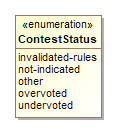 «enumeration»
ContestStatus
invalidated-rules
not-indicated
other
overvoted
undervoted